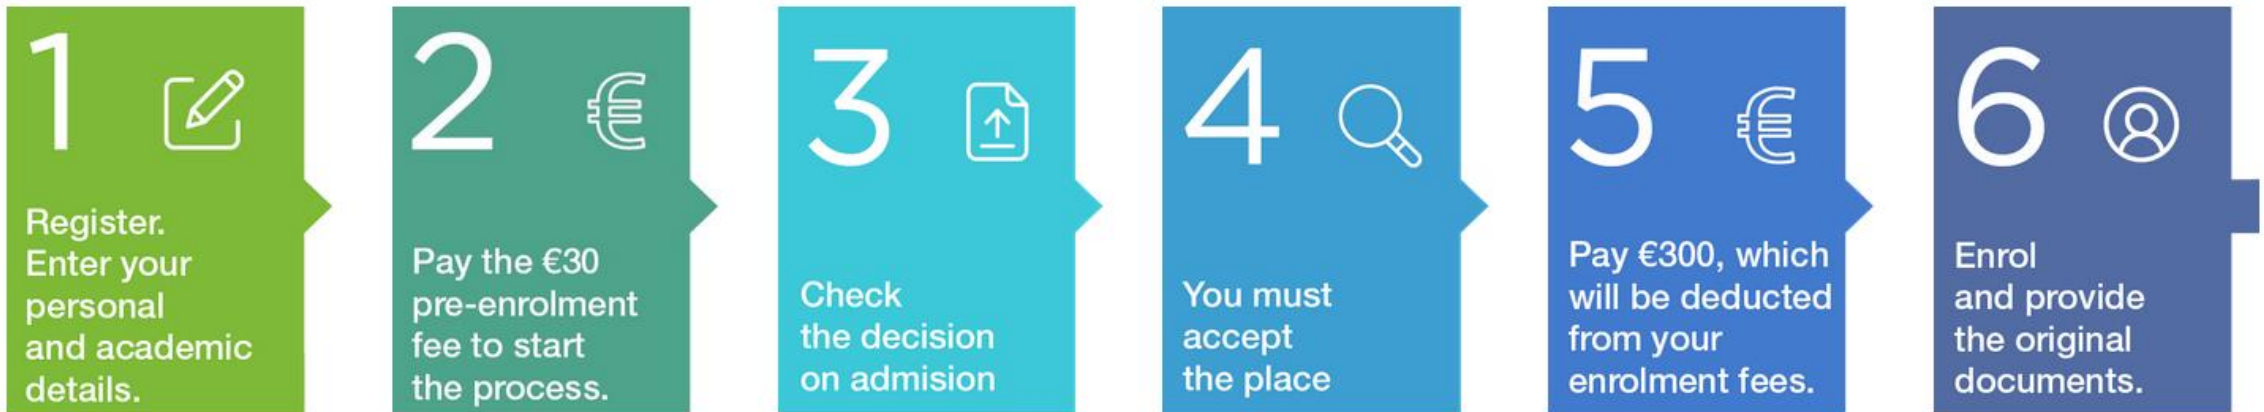 1
Register.
Enter your
personal
and academic
details.
2
€
Pay the €30
pre-enrolment
fee to start
the process.
3
Check
the decision
on admision
4
You must
accept
the place
5
€
Pay €300, which
will be deducted
from your
enrolment fees.
6
Enrol
and provide
the original
documents.